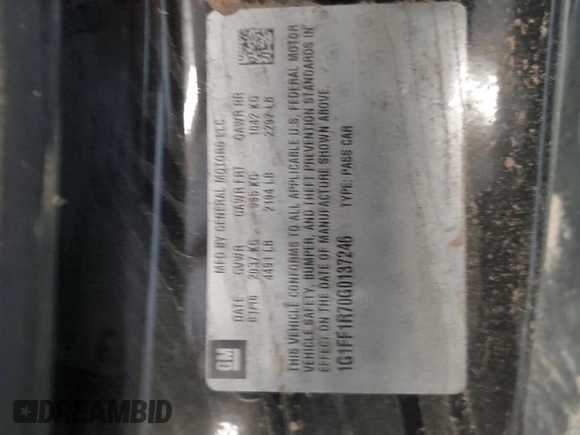 GM
MFD BY GENERAL MOTORS LLC
DATE GVWR GAWR FRT GAWR RR
01/16 2037 KG 995 KG 1042 KG
4491 LB 2194 LB 2297 LB
THIS VEHICLE CONFORMS TO ALL APPLICABLE U.S. FEDERAL MOTOR
VEHICLE SAFETY, BUMPER, AND THEFT PREVENTION STANDARDS IN
EFFECT ON THE DATE OF MANUFACTURE SHOWN ABOVE.
1G1FF1R70G0137246 TYPE: PASS CAR
DREAMBID